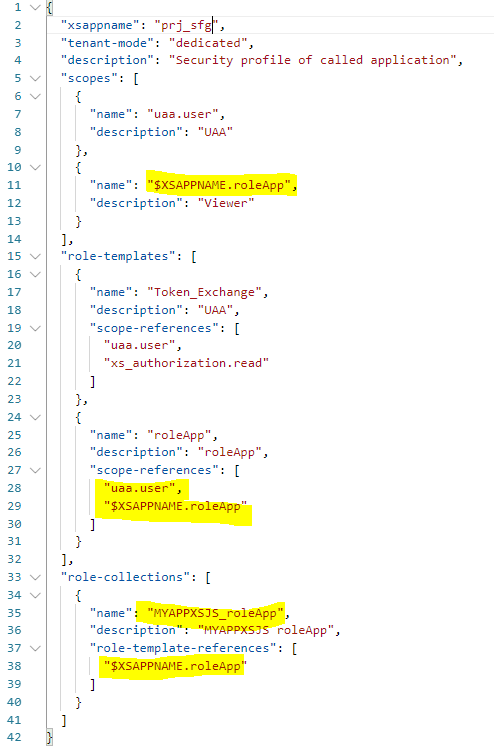 1 {
2 "xsappname": "prj_sfg",
3 "tenant-mode": "dedicated",
4 "description": "Security profile of called application",
5 "scopes": [
6 {
7 "name": "uaa.user",
8 "description": "UAA"
9 },
10 {
11 "name": "$XSAPPNAME.roleApp",
12 "description": "Viewer"
13 }
14 ],
15 "role-templates": [
16 {
17 "name": "Token_Exchange",
18 "description": "UAA",
19 "scope-references": [
20 "uaa.user",
21 "xs_authorization.read"
22 ]
23 },
24 {
25 "name": "roleApp",
26 "description": "roleApp",
27 "scope-references": [
28 "uaa.user",
29 "$XSAPPNAME.roleApp"
30 ]
31 }
32 ],
33 "role-collections": [
34 {
35 "name": "MYAPPXSJS_roleApp",
36 "description": "MYAPPXSJS roleApp",
37 "role-template-references": [
38 "$XSAPPNAME.roleApp"
39 ]
40 }
41 ]
42 }